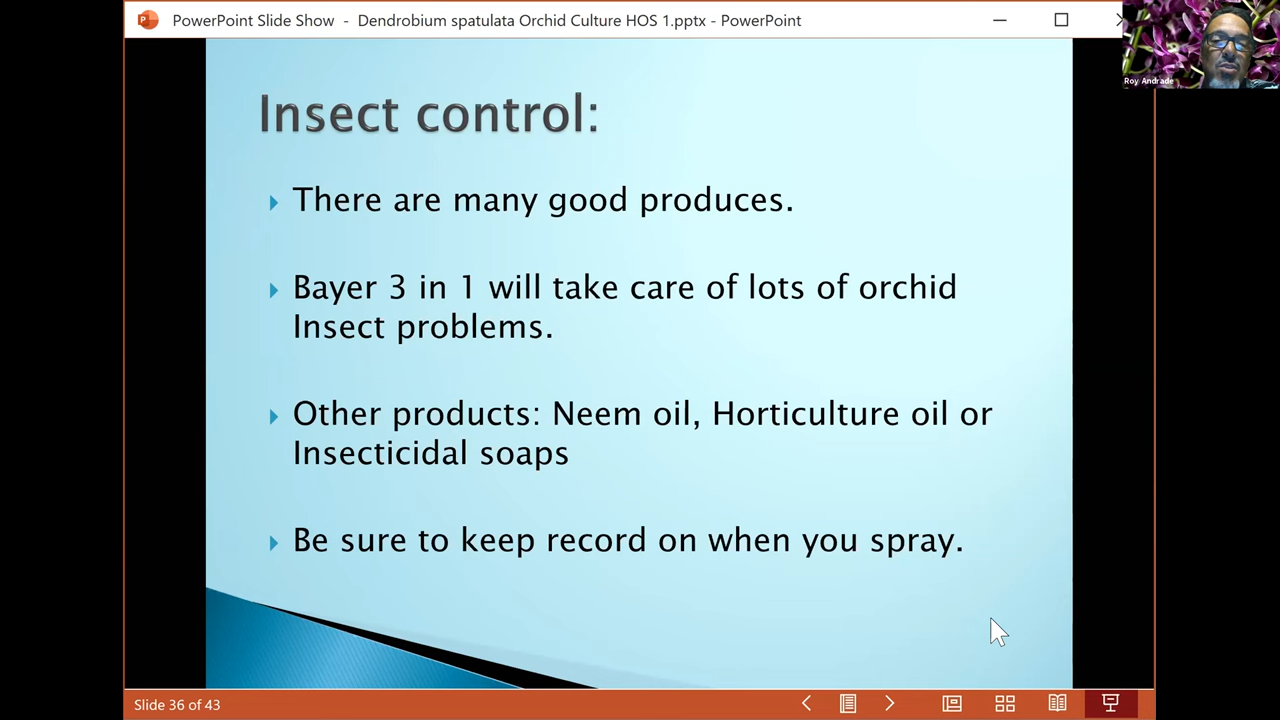 PowerPoint Slide Show - Dendrobium spatulata Orchid Culture HOS 1.pptx - PowerPoint
Roy Andrade
Insect control:
There are many good produces.
Bayer 3 in 1 will take care of lots of orchid
Insect problems.
Other products: Neem oil, Horticulture oil or
Insecticidal soaps
Be sure to keep record on when you spray.
Slide 36 of 43